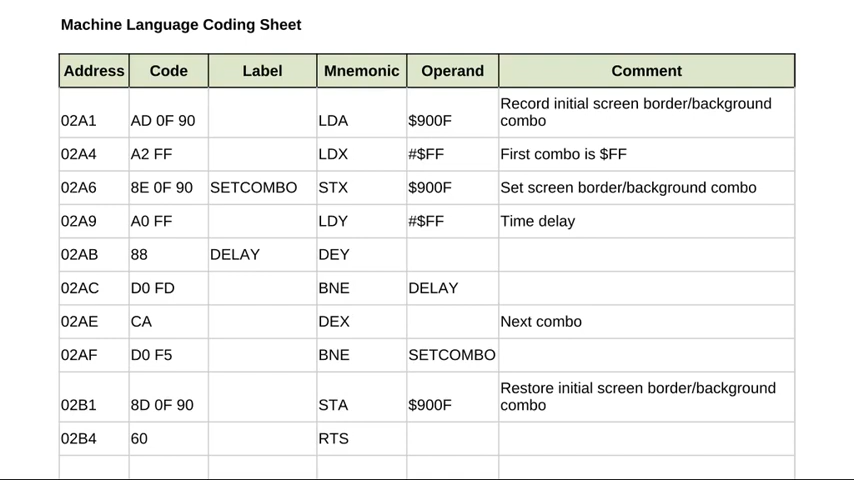 Machine Language Coding Sheet
Address Code Label Mnemonic Operand Comment
02A1 AD 0F 90 LDA $900F Record initial screen border/background
combo
02A4 A2 FF LDX #$FF First combo is $FF
02A6 8E 0F 90 SETCOMBO STX $900F Set screen border/background combo
02A9 A0 FF LDY #$FF Time delay
02AB 88 DELAY DEY
02AC D0 FD BNE DELAY
02AE CA DEX Next combo
02AF D0 F5 BNE SETCOMBO
02B1 8D 0F 90 STA $900F Restore initial screen border/background
combo
02B4 60 RTS